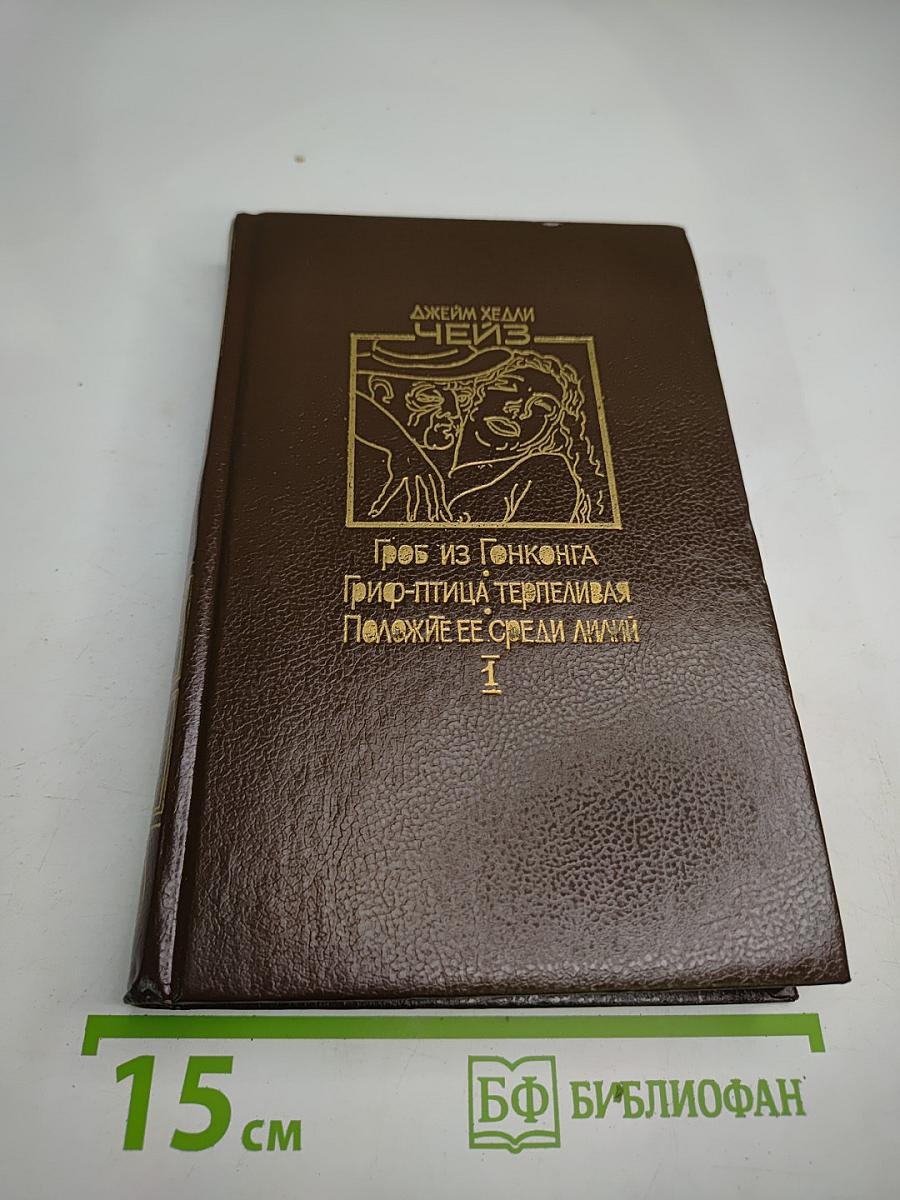 ДЖЕЙМ ХЕДЛИ
ЧЕЙЗ
ГРОБ ИЗ ГОНКОНГА
ГРИФ-ПТИЦА ТЕРПЕЛИВАЯ
ПОЛОЖИТЕ ЕЕ СРЕДИ ЛИЛИЙ
1
15 см
БФ БИБЛИОФАН